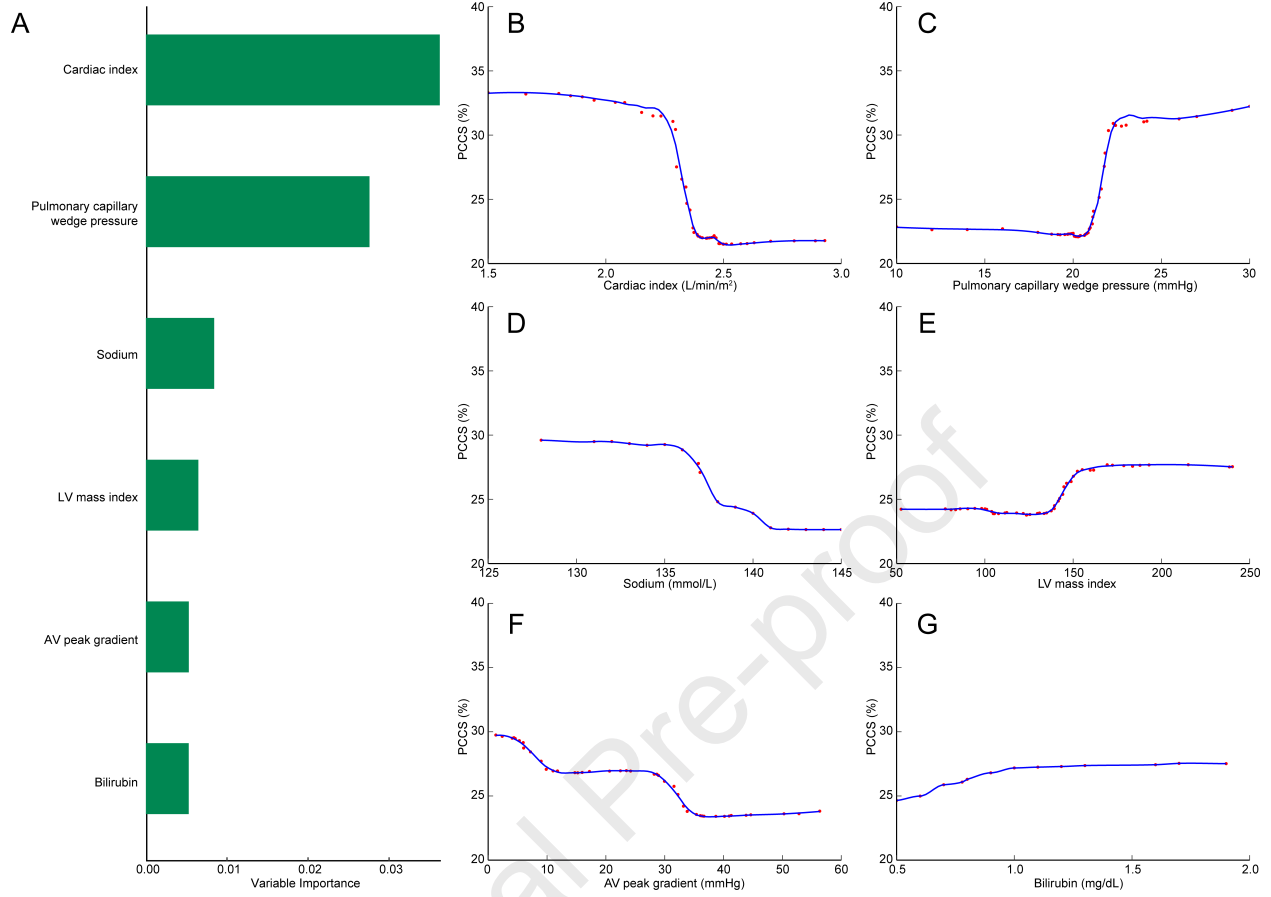 A
Cardiac index
Pulmonary capillary
wedge pressure
Sodium
LV mass index
AV peak gradient
Bilirubin
0.00 0.01 0.02 0.03
Variable Importance
B
40
35
30
25
20
PCCS (%)
1.5 2.0 2.5 3.0
Cardiac index (L/min/m²)
C
40
35
30
25
20
PCCS (%)
10 15 20 25 30
Pulmonary capillary wedge pressure (mmHg)
D
40
35
30
25
20
PCCS (%)
125 130 135 140 145
Sodium (mmol/L)
E
40
35
30
25
20
PCCS (%)
50 100 150 200 250
LV mass index
F
40
35
30
25
20
PCCS (%)
0 10 20 30 40 50 60
AV peak gradient (mmHg)
G
40
35
30
25
20
PCCS (%)
0.5 1.0 1.5 2.0
Bilirubin (mg/dL)
al Pre-proof